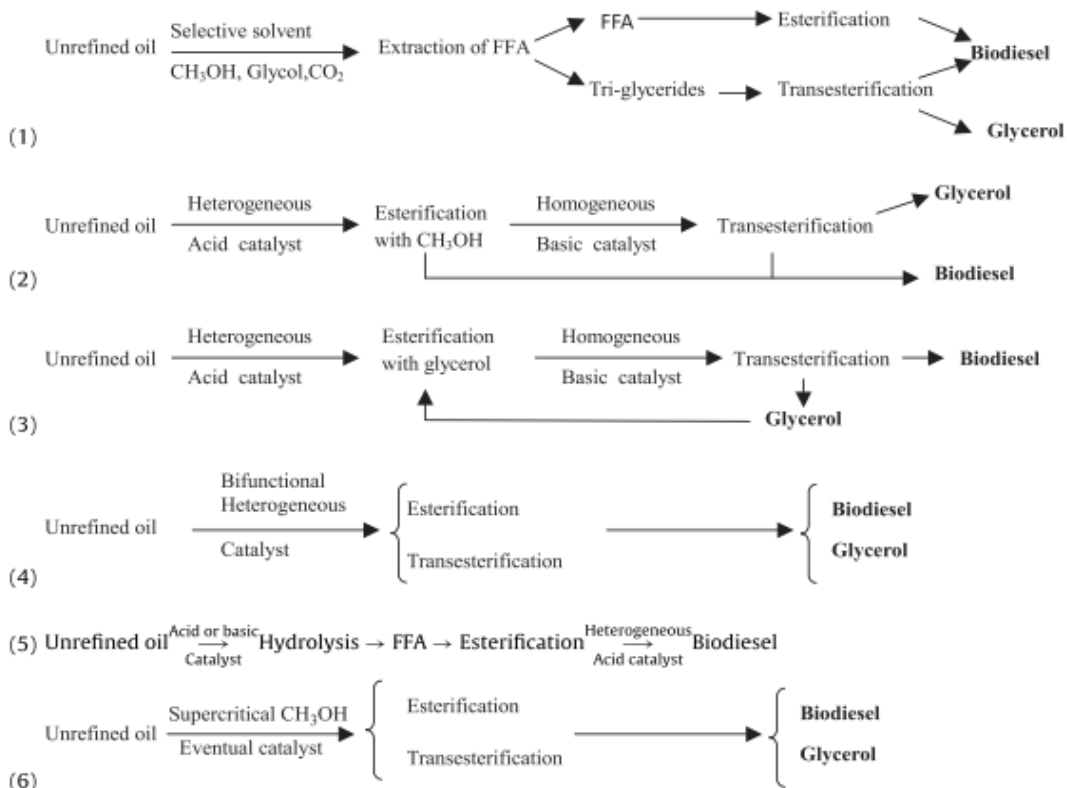 Unrefined oil Selective solvent Extraction of FFA FFA Esterification
CH₃OH, Glycol,CO₂ Biodiesel
Tri-glycerides Transesterification
(1) Glycerol
Unrefined oil Heterogeneous Esterification Homogeneous Transesterification Glycerol
Acid catalyst with CH₃OH Basic catalyst
(2) Biodiesel
Unrefined oil Heterogeneous Esterification Homogeneous Transesterification Biodiesel
Acid catalyst with glycerol Basic catalyst
(3) Glycerol
Bifunctional
Heterogeneous Esterification Biodiesel
Unrefined oil
Catalyst Transesterification Glycerol
(4)
(5) Unrefined oil Acid or basic → Catalyst Hydrolysis → FFA → Esterification Heterogeneous → Acid catalyst Biodiesel
Supercritical CH₃OH Esterification Biodiesel
Unrefined oil
Eventual catalyst Transesterification Glycerol
(6)